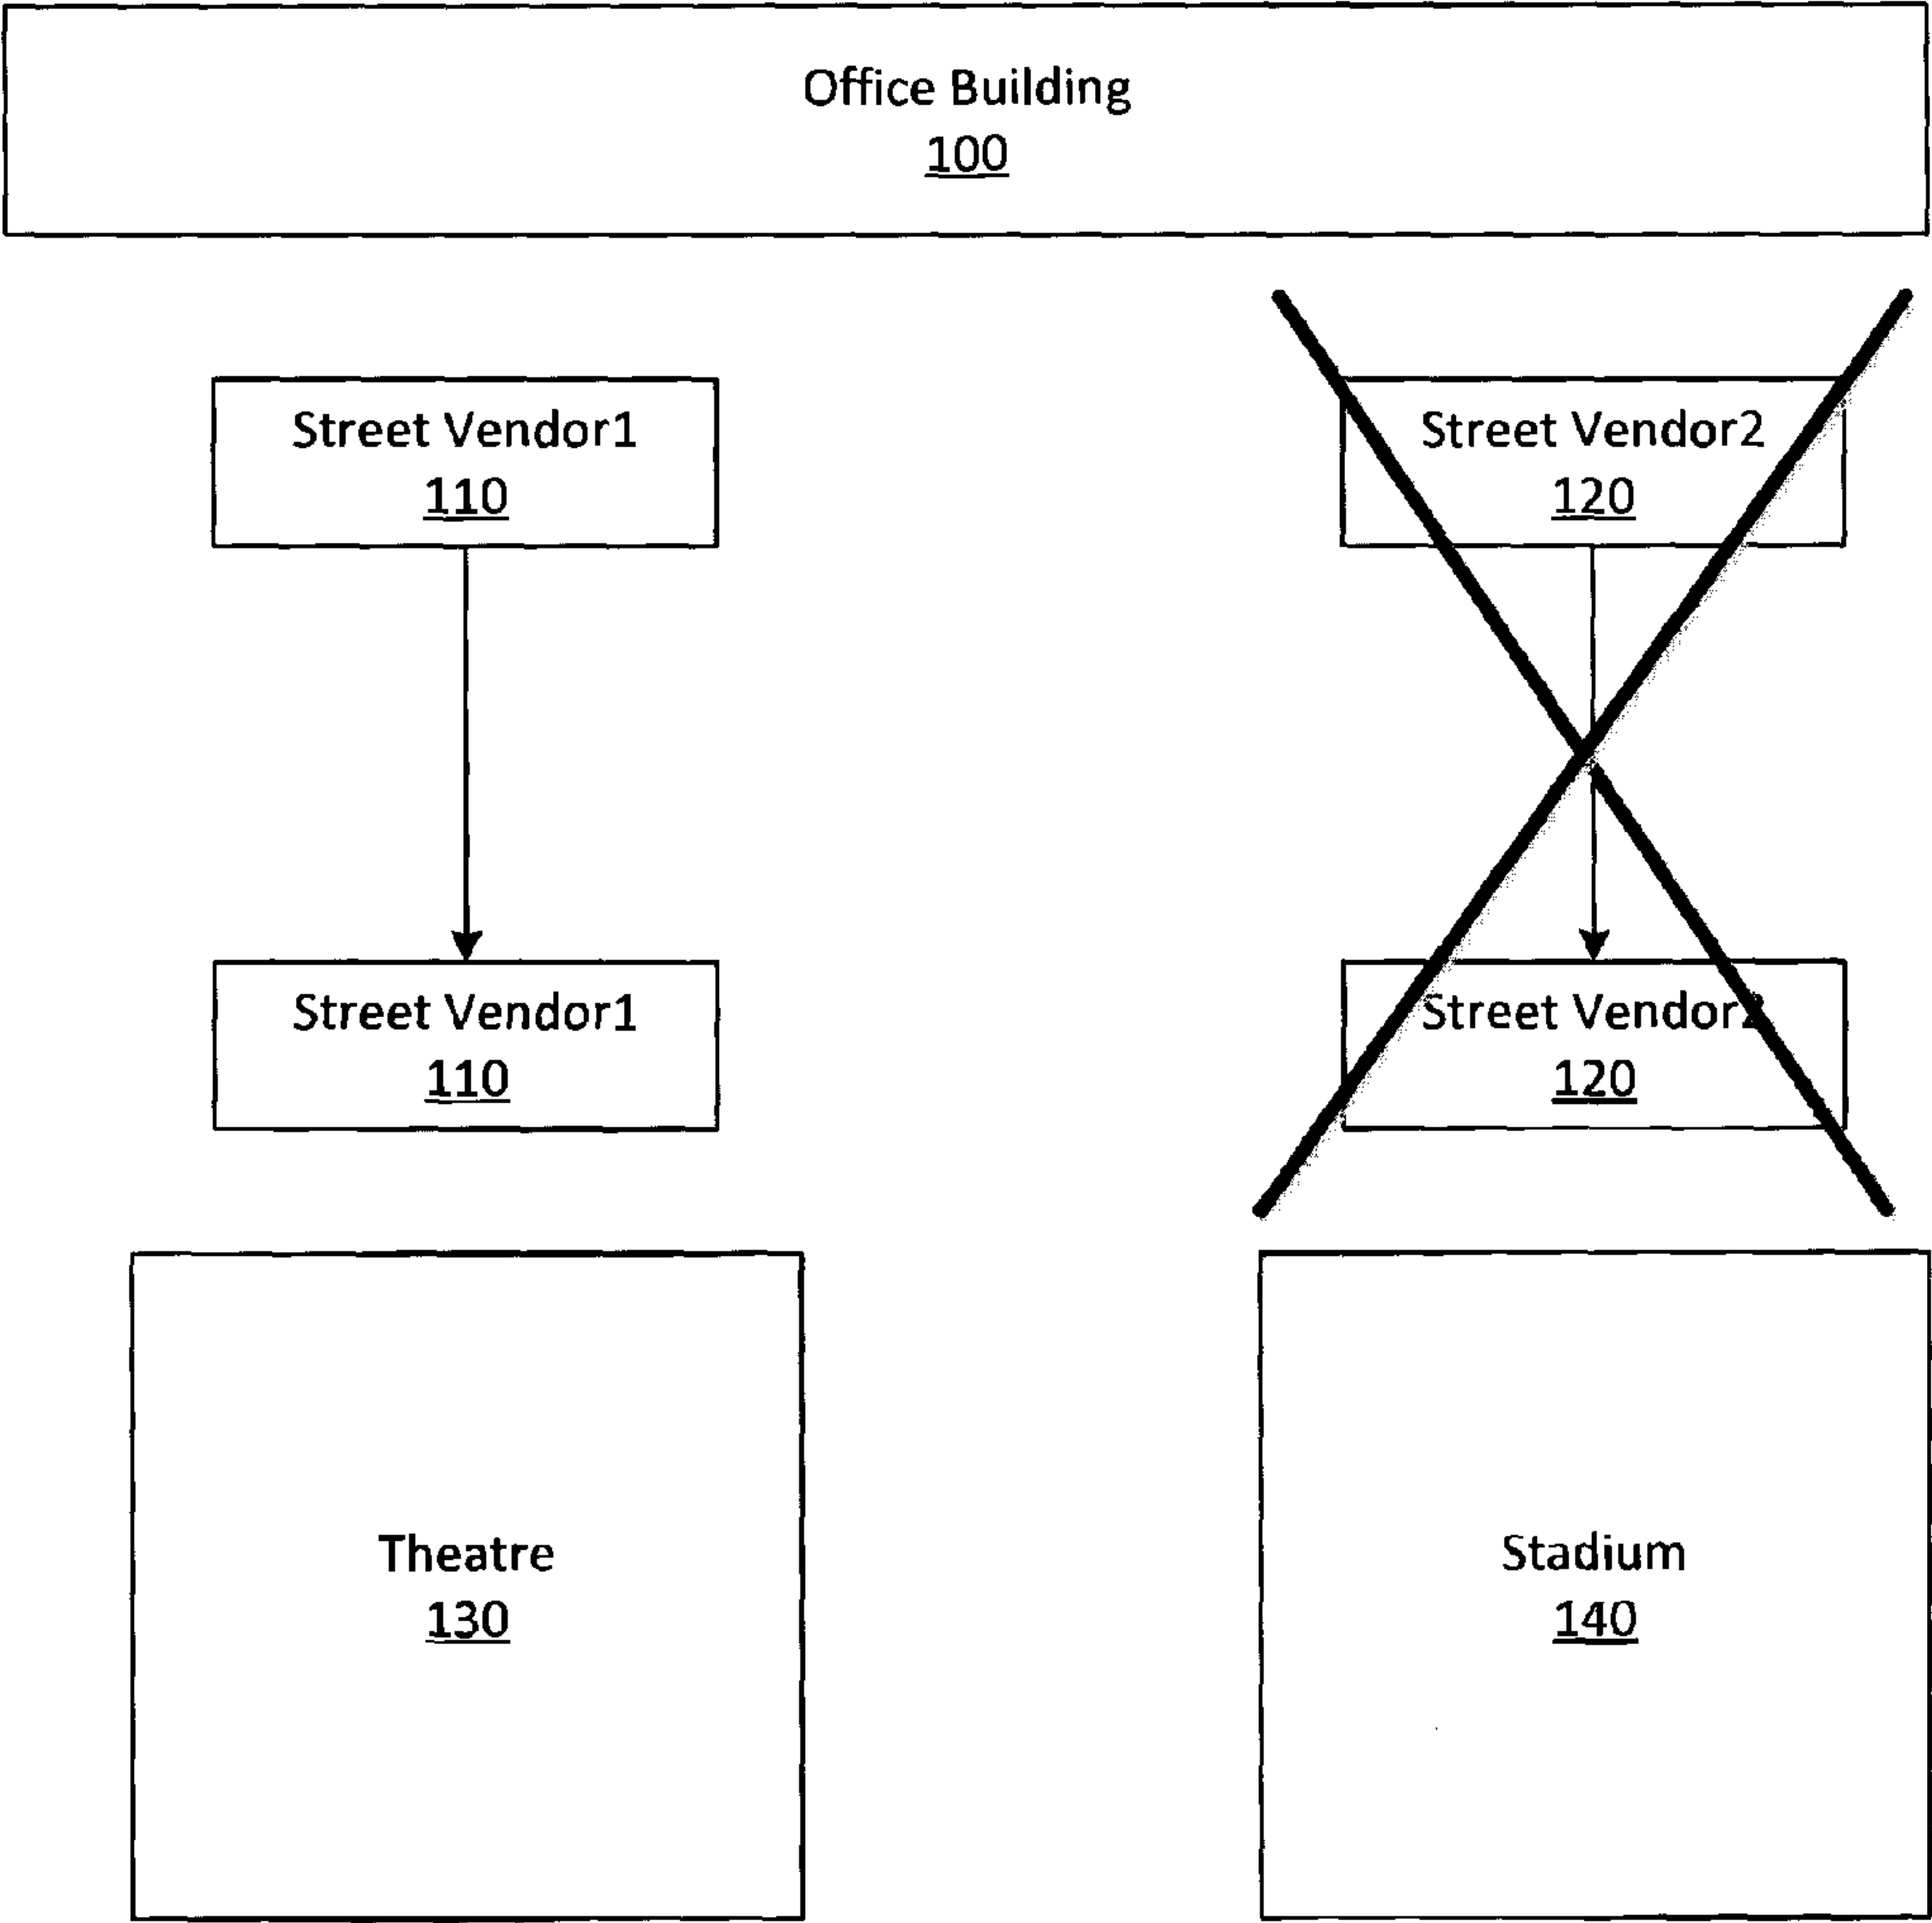 Office Building
100
Street Vendor1
110
Street Vendor2
120
Street Vendor1
110
Street Vendor2
120
Theatre
130
Stadium
140